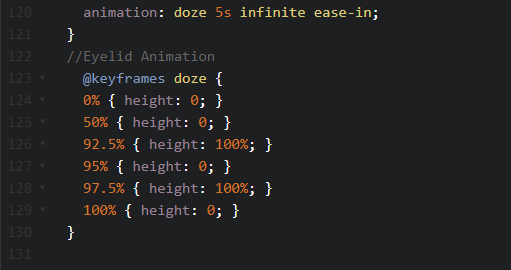 120 animation: doze 5s infinite ease-in;
121 }
122 //Eyelid Animation
123 @keyframes doze {
124 0% { height: 0; }
125 50% { height: 0; }
126 92.5% { height: 100%; }
127 95% { height: 0; }
128 97.5% { height: 100%; }
129 100% { height: 0; }
130 }
131